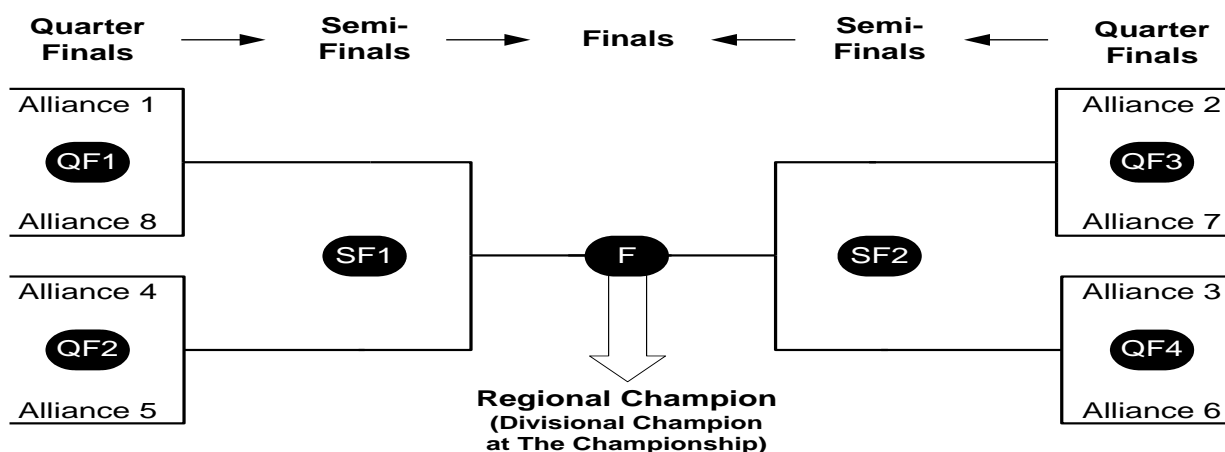 Quarter
Finals
Semi-
Finals
Finals
Semi-
Finals
Quarter
Finals
Alliance 1
QF1
Alliance 8
Alliance 4
QF2
Alliance 5
SF1
F
SF2
Alliance 2
QF3
Alliance 7
Alliance 3
QF4
Alliance 6
Regional Champion
(Divisional Champion
at The Championship)